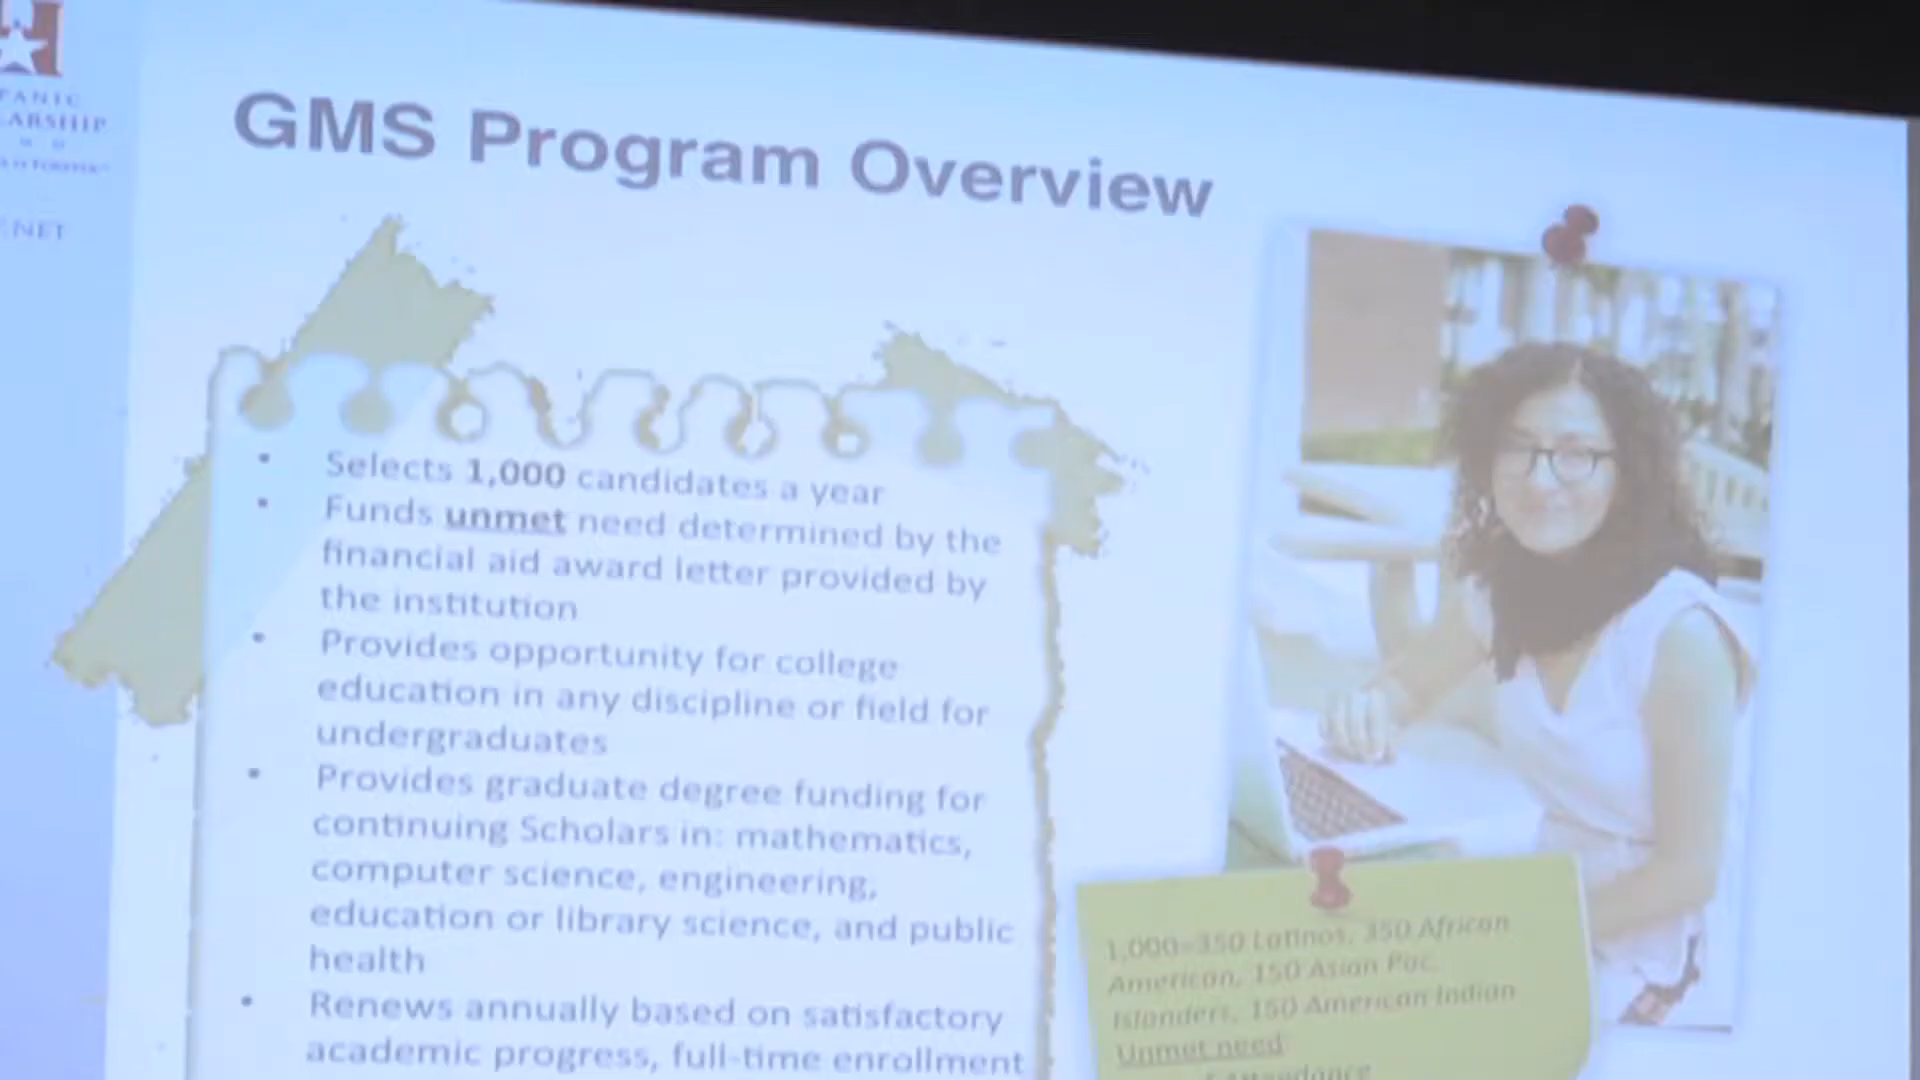 PANIC
LARSHIP
.NET
GMS Program Overview
• Selects 1,000 candidates a year
• Funds unmet need determined by the
financial aid award letter provided by
the institution
• Provides opportunity for college
education in any discipline or field for
undergraduates
• Provides graduate degree funding for
continuing Scholars in: mathematics,
computer science, engineering,
education or library science, and public
health
• Renews annually based on satisfactory
academic progress, full-time enrollment
1,000=350 Latinos, 350 African
American, 150 Asian Pac.
Islanders, 150 American Indian
Unmet need
Attendance